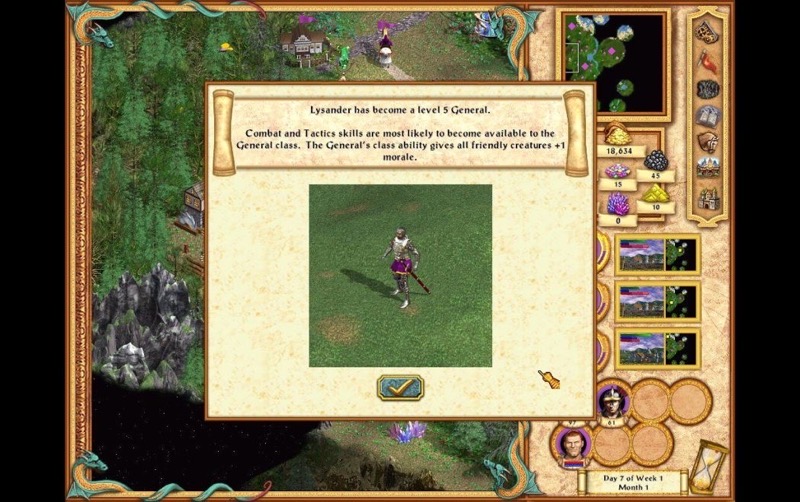 Lysander has become a level 5 General.
Combat and Tactics skills are most likely to become available to the
General class. The General's class ability gives all friendly creatures +1
morale.
18,634
45
15
10
0
97
61
Day 7 of Week 1
Month 1